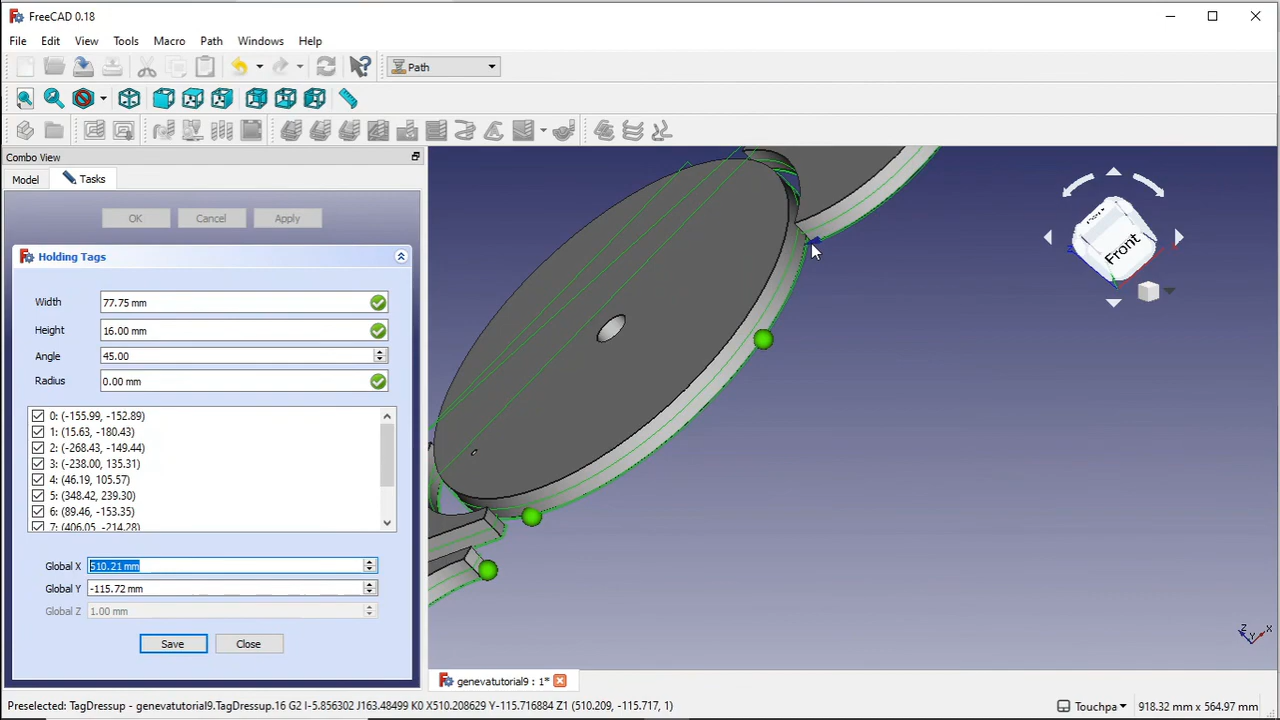 FreeCAD 0.18
File Edit View Tools Macro Path Windows Help
Path
Combo View
Model Tasks
OK Cancel Apply
Holding Tags
Width 77.75 mm
Height 16.00 mm
Angle 45.00
Radius 0.00 mm
0: (-155.99, -152.89)
1: (15.63, -180.43)
2: (-268.43, -149.44)
3: (-238.00, 135.31)
4: (46.19, 105.57)
5: (348.42, 239.30)
6: (89.46, -153.35)
7: (406.05, -214.28)
Global X 510.21 mm
Global Y -115.72 mm
Global Z 1.00 mm
Save Close
Front
Z Y X
genevatutorial9 : 1*
Preselected: TagDressup - genevatutorial9.TagDressup.16 G2 I-5.856302 J163.48499 K0 X510.208629 Y-115.716884 Z1 (510.209, -115.717, 1)
Touchpa 918.32 mm x 564.97 mm